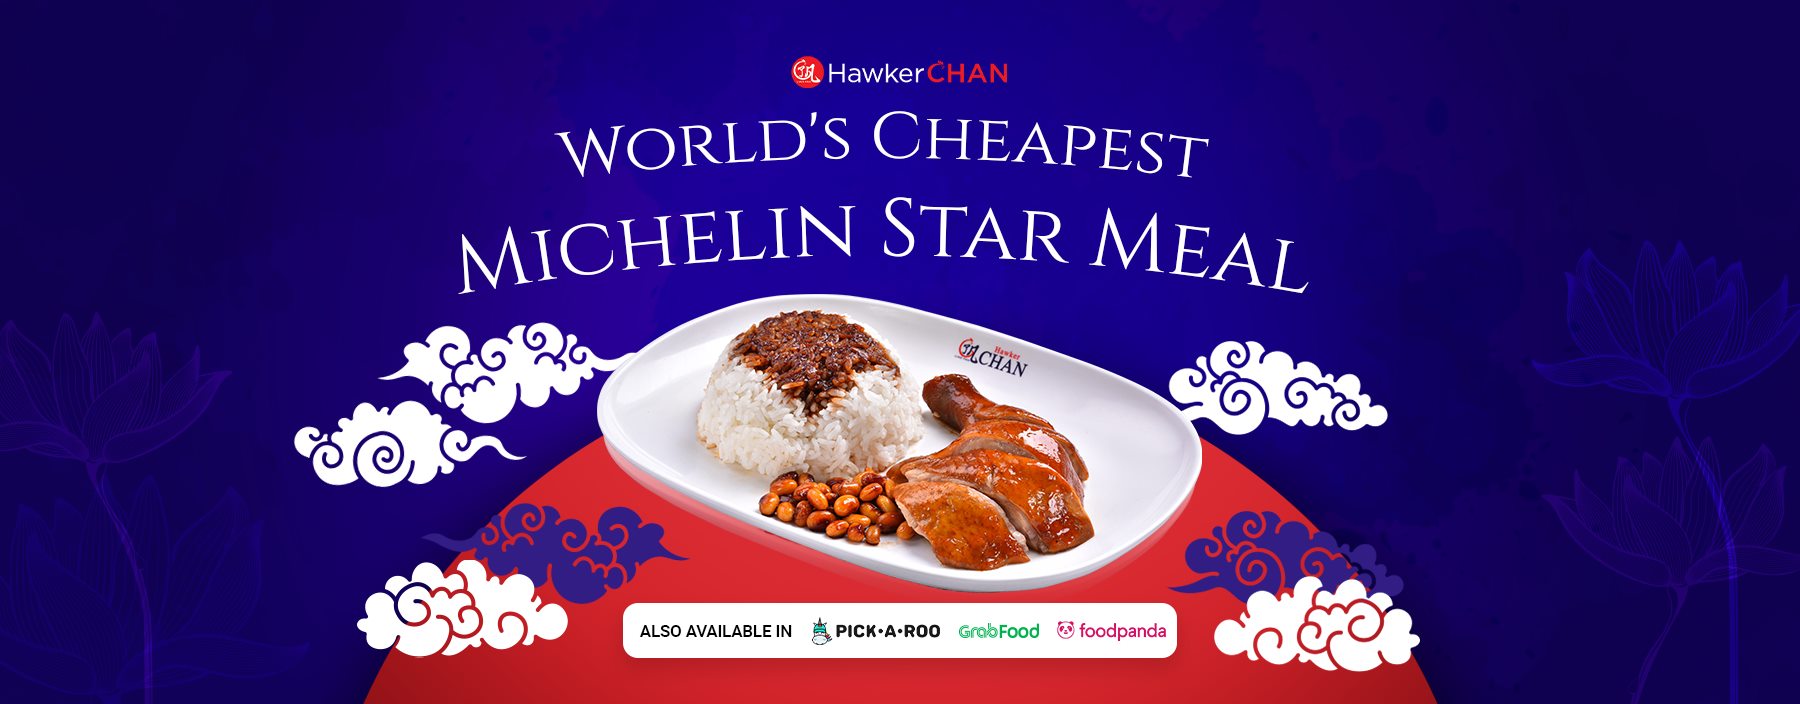 HawkerCHAN
WORLD'S CHEAPEST
MICHELIN STAR MEAL
Hawker
CHAN
ALSO AVAILABLE IN PICK•A•ROO GrabFood foodpanda